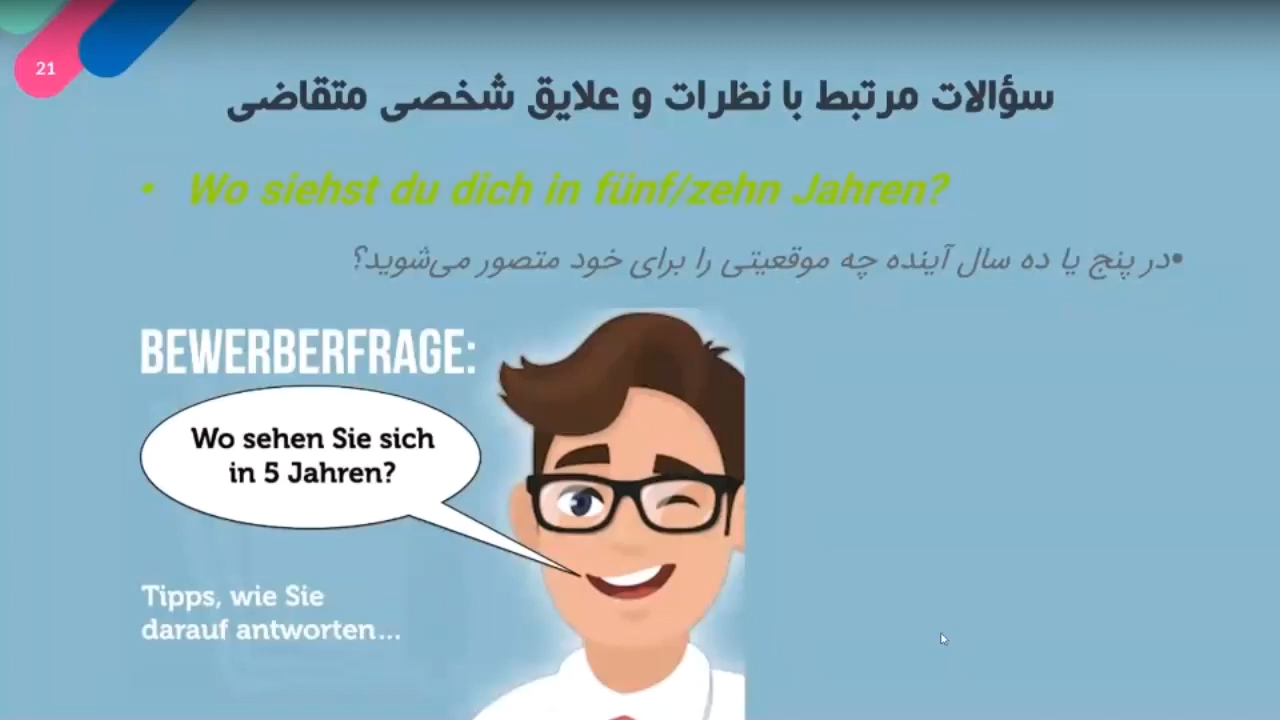 21
سؤالات مرتبط با نظرات و علایق شخصی متقاضی
• Wo siehst du dich in fünf/zehn Jahren?
•در پنج یا ده سال آینده چه موقعیتی را برای خود متصور می‌شوید؟
BEWERBERFRAGE:
Wo sehen Sie sich
in 5 Jahren?
Tipps, wie Sie
darauf antworten...